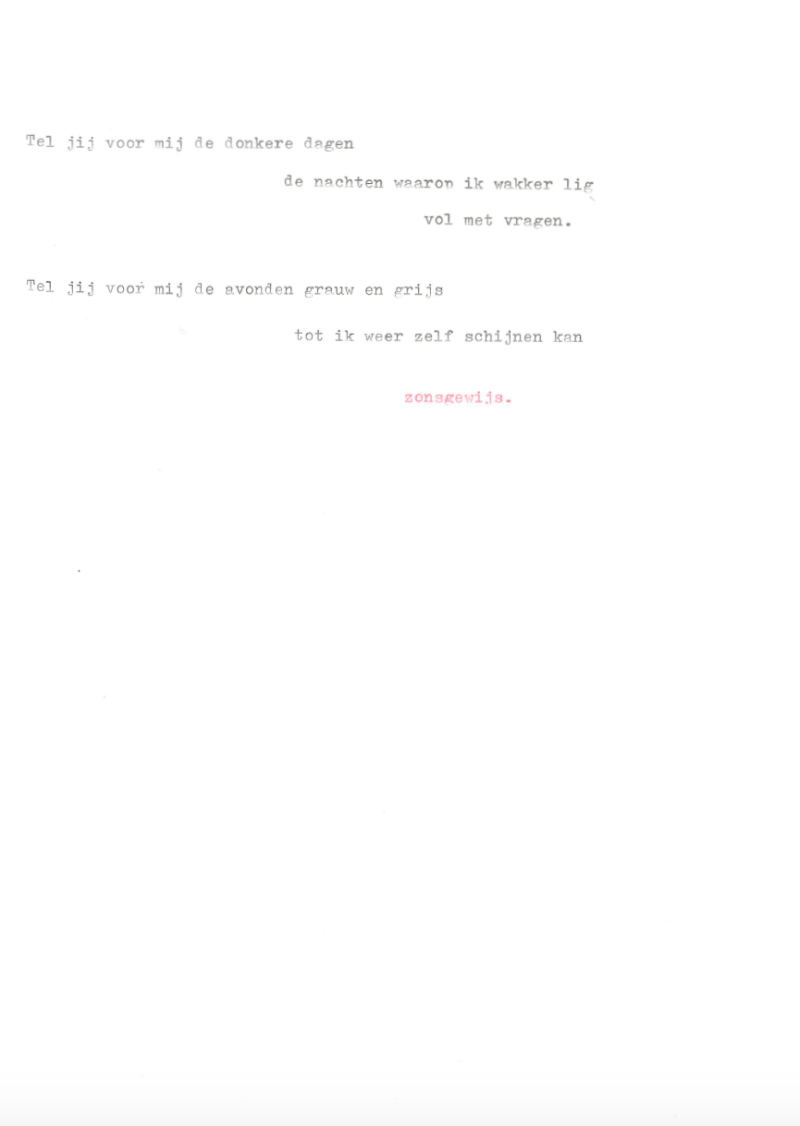 Tel jij voor mij de donkere dagen
de nachten waarop ik wakker lig
vol met vragen.
Tel jij voor mij de avonden grauw en grijs
tot ik weer zelf schijnen kan
zonsgewijs.